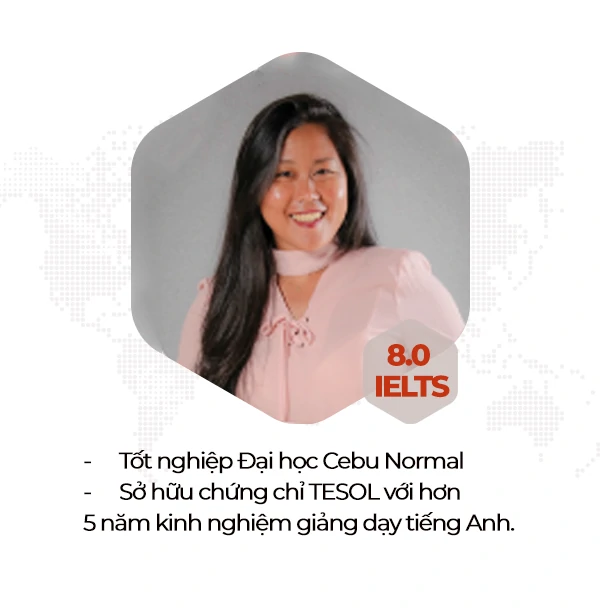 8.0
IELTS
- Tốt nghiệp Đại học Cebu Normal
- Sở hữu chứng chỉ TESOL với hơn
5 năm kinh nghiệm giảng dạy tiếng Anh.